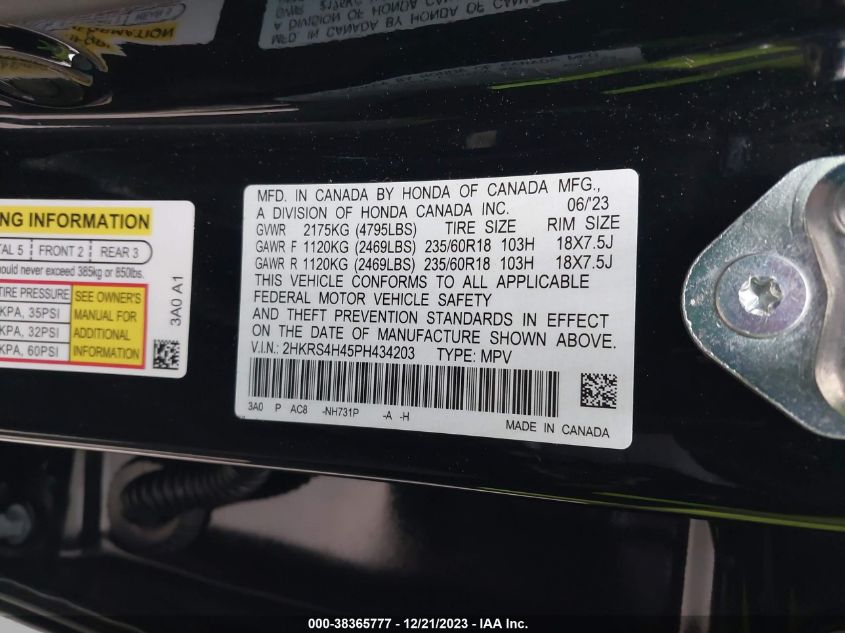 MFD. IN CANADA BY HONDA OF CANADA MFG.,
A DIVISION OF HONDA CANADA INC. 06/'23
GVWR 2175KG (4795LBS) TIRE SIZE RIM SIZE
GAWR F 1120KG (2469LBS) 235/60R18 103H 18X7.5J
GAWR R 1120KG (2469LBS) 235/60R18 103H 18X7.5J
THIS VEHICLE CONFORMS TO ALL APPLICABLE
FEDERAL MOTOR VEHICLE SAFETY
AND THEFT PREVENTION STANDARDS IN EFFECT
ON THE DATE OF MANUFACTURE SHOWN ABOVE.
V.I.N.: 2HKRS4H45PH434203 TYPE: MPV
3A0 P AC8 -NH731P -A -H
MADE IN CANADA
INFORMATION
5 FRONT 2 REAR 3
should never exceed 385kg or 850lbs.
TIRE PRESSURE SEE OWNER'S
KPA, 35PSI MANUAL FOR
KPA, 32PSI ADDITIONAL
KPA, 60PSI INFORMATION
3A0 A1
000-38365777 - 12/21/2023 - IAA Inc.